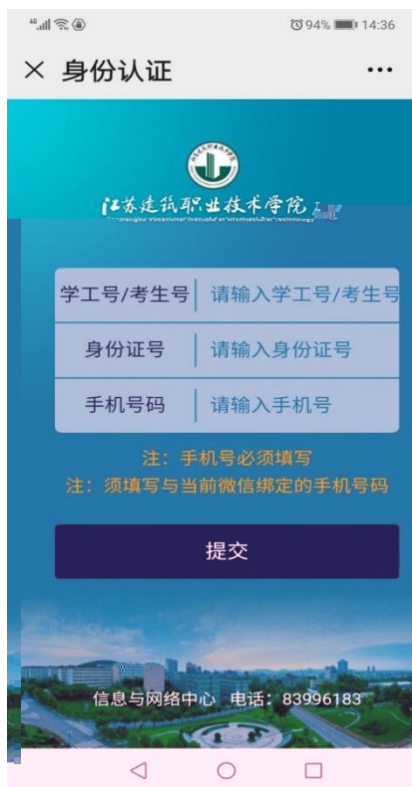 46 94% 14:36
身份认证
江苏建筑职业技术学院
学工号/考生号 请输入学工号/考生号
身份证号 请输入身份证号
手机号码 请输入手机号
注：手机号必须填写
注：须填写与当前微信绑定的手机号码
提交
信息与网络中心 电话：83996183